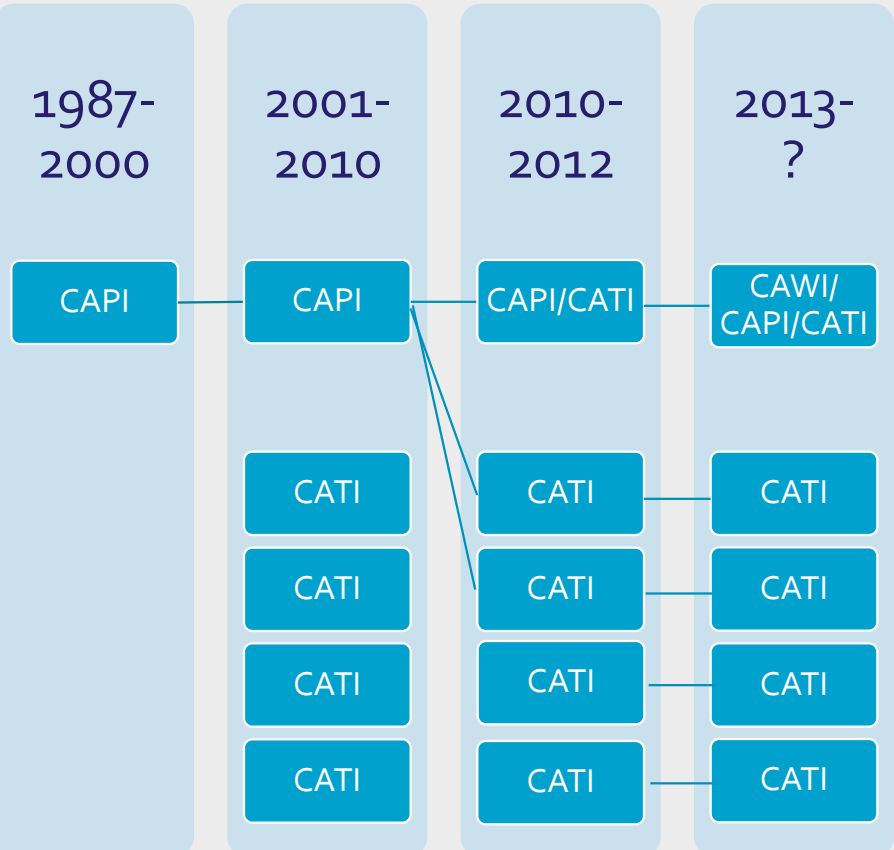 1987-
2000
2001-
2010
2010-
2012
2013-
?
CAPI
CAPI
CAPI/CATI
CAWI/
CAPI/CATI
CATI
CATI
CATI
CATI
CATI
CATI
CATI
CATI
CATI
CATI
CATI
CATI